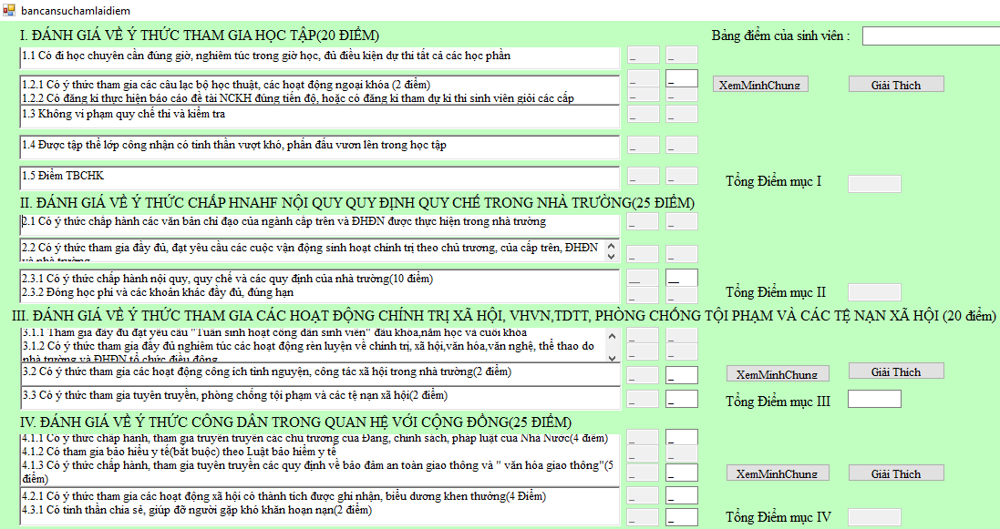 bancansuchamlaidiem
I. ĐÁNH GIÁ VỀ Ý THỨC THAM GIA HỌC TẬP(20 ĐIỂM)
Bảng điểm của sinh viên :
1.1 Có đi học chuyên cần đúng giờ, nghiêm túc trong giờ học, đủ điều kiện dự thi tất cả các học phần
1.2.1 Có ý thức tham gia các câu lạc bộ học thuật, các hoạt động ngoại khóa (2 điểm)
1.2.2 Có đăng kí thực hiện báo cáo đề tài NCKH đúng tiến độ, hoặc có đăng kí tham dự kì thi sinh viên giỏi các cấp
XemMinhChung
Giải Thích
1.3 Không vi phạm quy chế thi và kiểm tra
1.4 Được tập thể lớp công nhận có tinh thần vượt khó, phấn đấu vươn lên trong học tập
1.5 Điểm TBCHK
Tổng Điểm mục I
II. ĐÁNH GIÁ VỀ Ý THỨC CHẤP HNAHF NỘI QUY QUY ĐỊNH QUY CHẾ TRONG NHÀ TRƯỜNG(25 ĐIỂM)
2.1 Có ý thức chấp hành các văn bản chỉ đạo của ngành cấp trên và ĐHĐN được thực hiện trong nhà trường
2.2 Có ý thức tham gia đầy đủ, đạt yêu cầu các cuộc vận động sinh hoạt chính trị theo chủ trương, của cấp trên, ĐHĐN
và nhà trường
2.3.1 Có ý thức chấp hành nội quy, quy chế và các quy định của nhà trường(10 điểm)
2.3.2 Đóng học phí và các khoản khác đầy đủ, đúng hạn
Tổng Điểm mục II
III. ĐÁNH GIÁ VỀ Ý THỨC THAM GIA CÁC HOẠT ĐỘNG CHÍNH TRỊ XÃ HỘI, VHVN,TDTT, PHÒNG CHỐNG TỘI PHẠM VÀ CÁC TỆ NẠN XÃ HỘI (20 điểm)
3.1.1 Tham gia đầy đủ đạt yêu cầu "Tuần sinh hoạt công dân sinh viên" đầu khóa,năm học và cuối khóa
3.1.2 Có ý thức tham gia đầy đủ nghiêm túc các hoạt động rèn luyện về chính trị, xã hội,văn hóa,văn nghệ, thể thao do
nhà trường và ĐHĐN tổ chức điều động
3.2 Có ý thức tham gia các hoạt động công ích tình nguyện, công tác xã hội trong nhà trường(2 điểm)
XemMinhChung
Giải Thích
3.3 Có ý thức tham gia tuyên truyền, phòng chống tội phạm và các tệ nạn xã hội(2 điểm)
Tổng Điểm mục III
IV. ĐÁNH GIÁ VỀ Ý THỨC CÔNG DÂN TRONG QUAN HỆ VỚI CỘNG ĐỒNG(25 ĐIỂM)
4.1.1 Có ý thức chấp hành, tham gia truyên truyền các chủ trương của Đảng, chính sách, pháp luật của Nhà Nước(4 điểm)
4.1.2 Có tham gia bảo hiểu y tế(bắt buộc) theo Luật bảo hiểm y tê
4.1.3 Có ý thức chấp hành, tham gia tuyên truyền các quy định về bảo đảm an toàn giao thông và " văn hóa giao thông"(5
điểm)
XemMinhChung
Giải Thích
4.2.1 Có ý thức tham gia các hoạt động xã hội có thành tích được ghi nhận, biểu dương khen thưởng(4 Điểm)
4.3.1 Có tinh thần chia sẻ, giúp đỡ người gặp khó khăn hoạn nạn(2 điểm)
Tổng Điểm mục IV